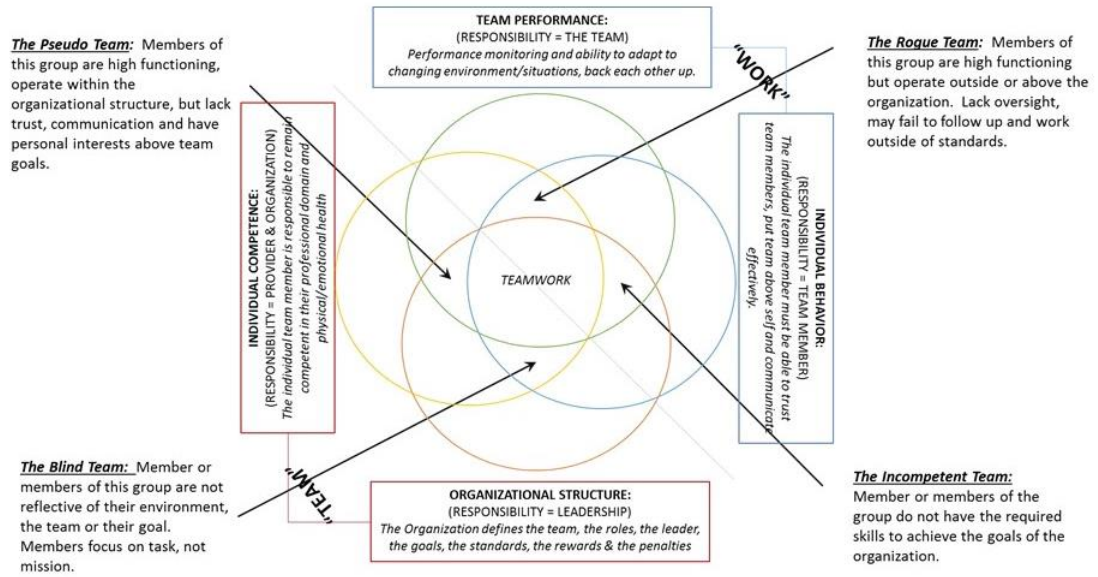 TEAM PERFORMANCE:
(RESPONSIBILITY = THE TEAM)
Performance monitoring and ability to adapt to
changing environment/situations, back each other up.
The Pseudo Team: Members of
this group are high functioning,
operate within the
organizational structure, but lack
trust, communication and have
personal interests above team
goals.
"WORK"
The Rogue Team: Members of
this group are high functioning
but operate outside or above the
organization. Lack oversight,
may fail to follow up and work
outside of standards.
INDIVIDUAL COMPETENCE:
(RESPONSIBILITY = PROVIDER & ORGANIZATION)
The individual team member is responsible to remain
competent in their professional domain and
physical/emotional health
TEAMWORK
INDIVIDUAL BEHAVIOR:
(RESPONSIBILITY = TEAM MEMBER)
The individual team member must be able to trust
team members, put team above self and communicate
effectively.
The Blind Team: Member or
members of this group are not
reflective of their environment,
the team or their goal.
Members focus on task, not
mission.
"TEAM"
ORGANIZATIONAL STRUCTURE:
(RESPONSIBILITY = LEADERSHIP)
The Organization defines the team, the roles, the leader,
the goals, the standards, the rewards & the penalties
The Incompetent Team:
Member or members of the
group do not have the required
skills to achieve the goals of the
organization.